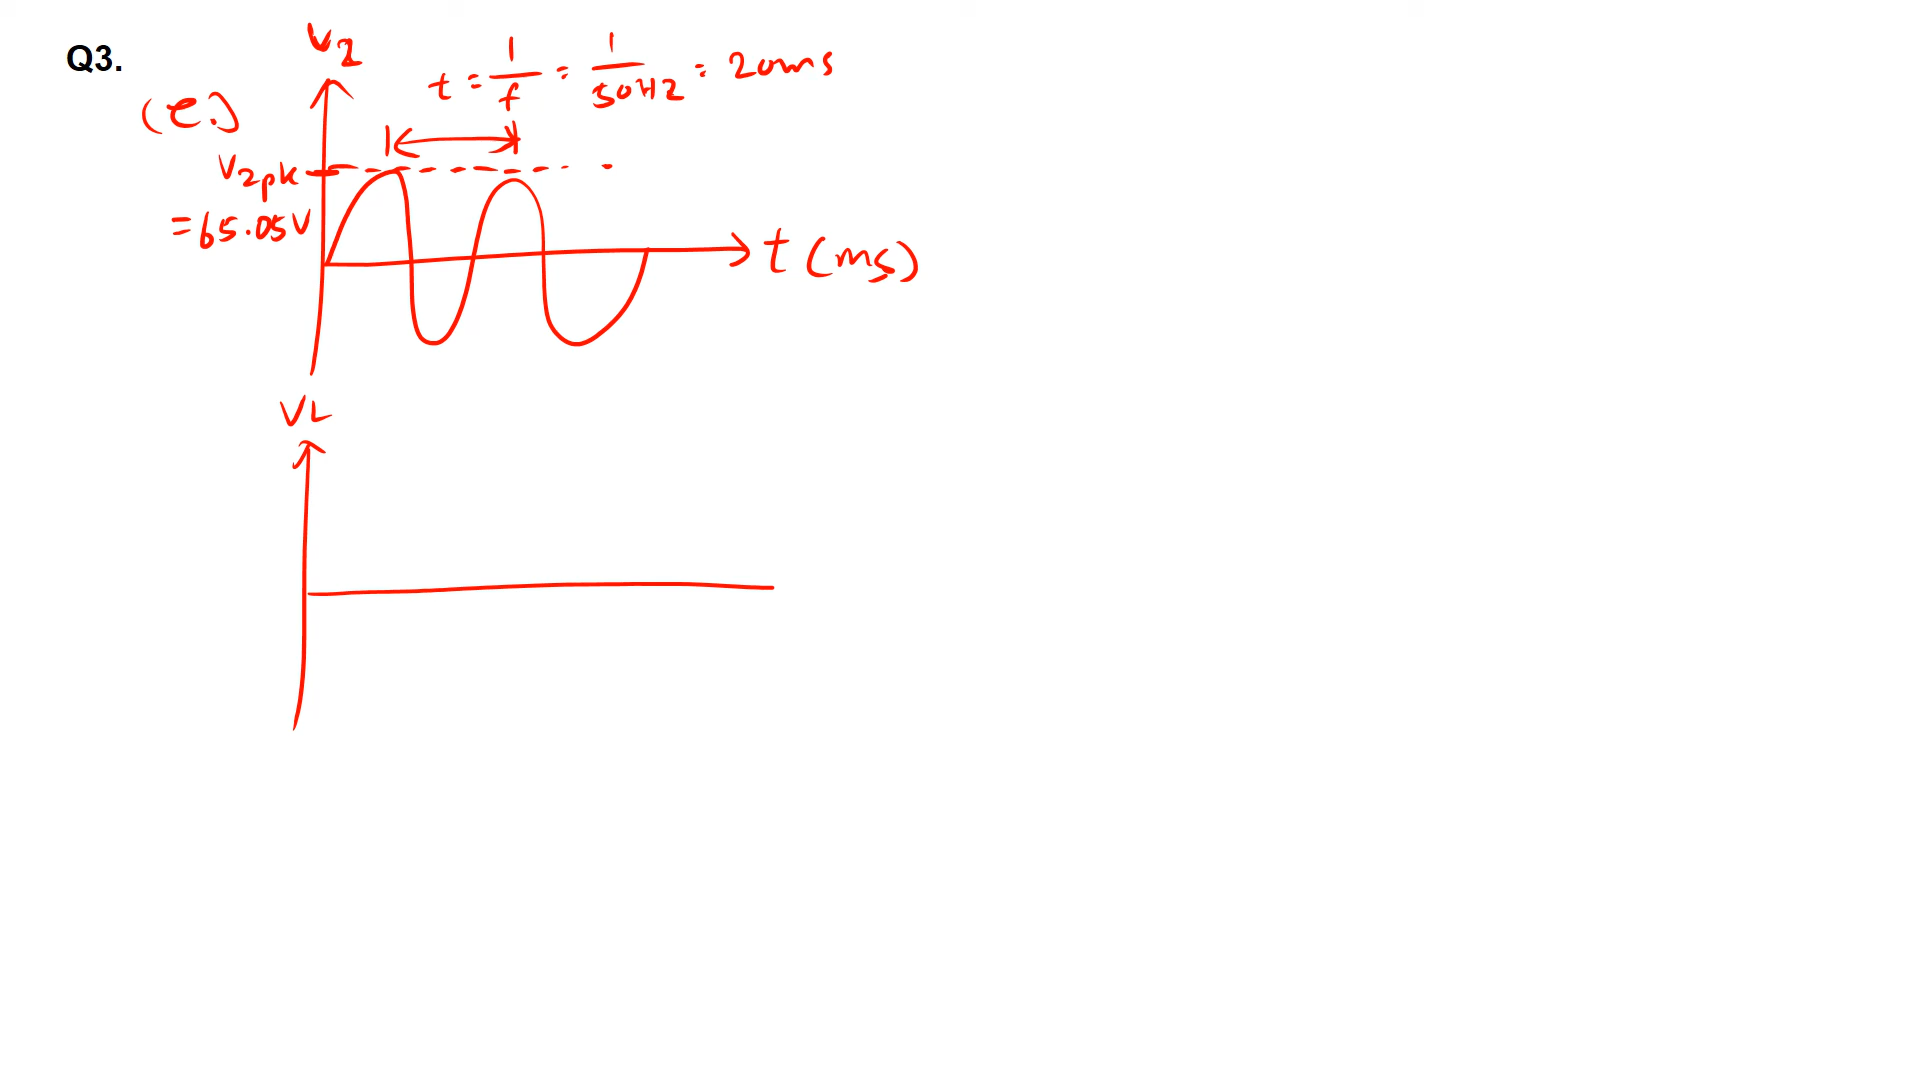 Q3.
(e.)
V2
t = 1/f = 1/50Hz = 20ms
V2pk
= 65.05V
t (ms)
VL